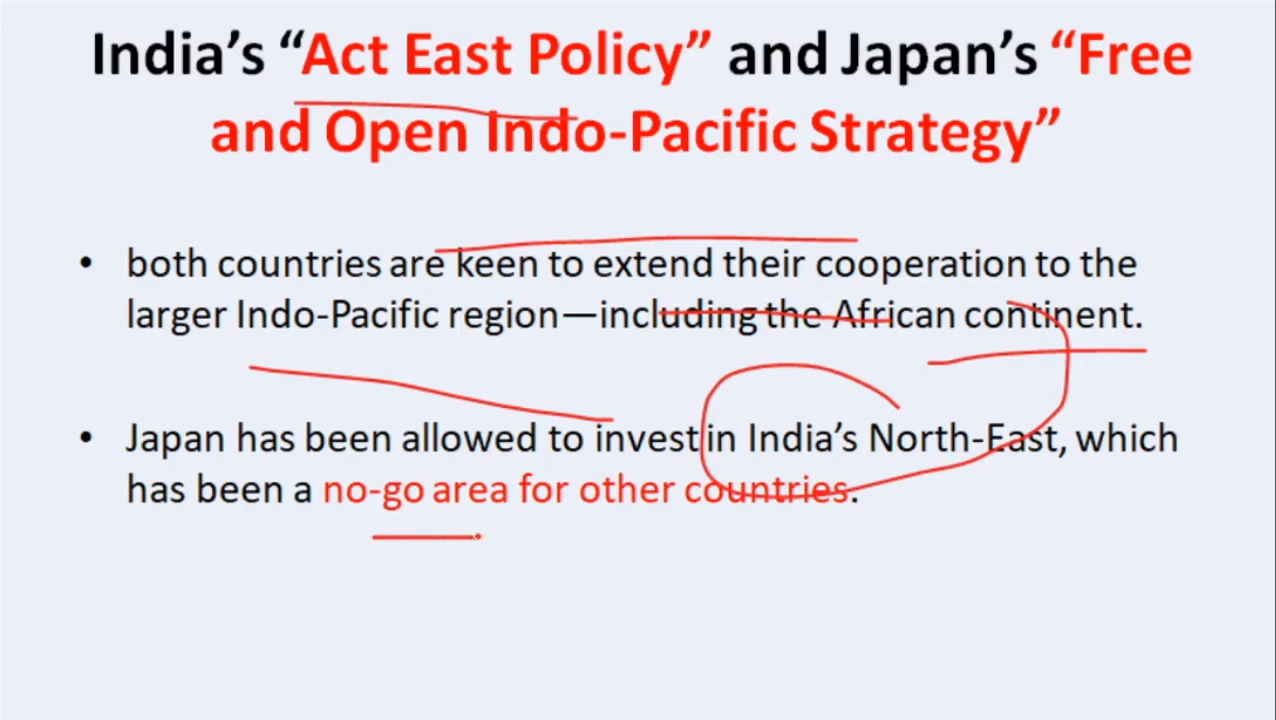 India’s “Act East Policy” and Japan’s “Free
and Open Indo-Pacific Strategy”
• both countries are keen to extend their cooperation to the
larger Indo-Pacific region—including the African continent.
• Japan has been allowed to invest in India’s North-East, which
has been a no-go area for other countries.